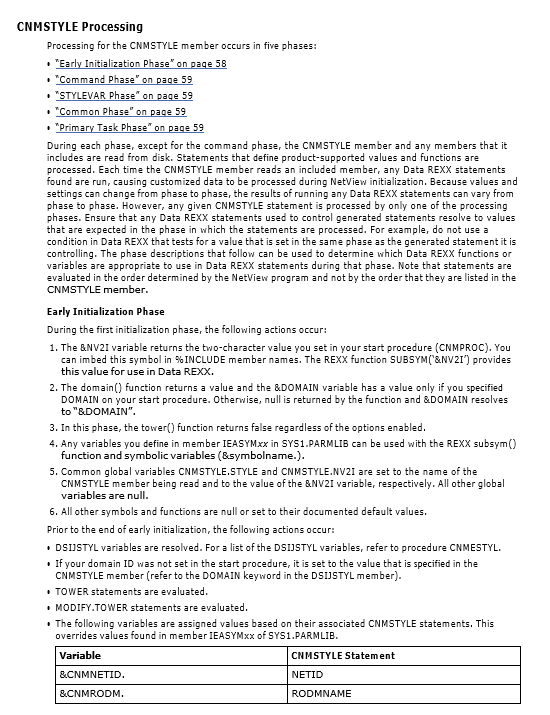 CNMSTYLE Processing
Processing for the CNMSTYLE member occurs in five phases:
• "Early Initialization Phase" on page 58
• "Command Phase" on page 59
• "STYLEVAR Phase" on page 59
• "Common Phase" on page 59
• "Primary Task Phase" on page 59
During each phase, except for the command phase, the CNMSTYLE member and any members that it
includes are read from disk. Statements that define product-supported values and functions are
processed. Each time the CNMSTYLE member reads an included member, any Data REXX statements
found are run, causing customized data to be processed during NetView initialization. Because values and
settings can change from phase to phase, the results of running any Data REXX statements can vary from
phase to phase. However, any given CNMSTYLE statement is processed by only one of the processing
phases. Ensure that any Data REXX statements used to control generated statements resolve to values
that are expected in the phase in which the statements are processed. For example, do not use a
condition in Data REXX that tests for a value that is set in the same phase as the generated statement it is
controlling. The phase descriptions that follow can be used to determine which Data REXX functions or
variables are appropriate to use in Data REXX statements during that phase. Note that statements are
evaluated in the order determined by the NetView program and not by the order that they are listed in the
CNMSTYLE member.
Early Initialization Phase
During the first initialization phase, the following actions occur:
1. The &NV2I variable returns the two-character value you set in your start procedure (CNMPROC). You
can imbed this symbol in %INCLUDE member names. The REXX function SUBSYM('&NV2I') provides
this value for use in Data REXX.
2. The domain() function returns a value and the &DOMAIN variable has a value only if you specified
DOMAIN on your start procedure. Otherwise, null is returned by the function and &DOMAIN resolves
to "&DOMAIN".
3. In this phase, the tower() function returns false regardless of the options enabled.
4. Any variables you define in member IEASYMxx in SYS1.PARMLIB can be used with the REXX subsym()
function and symbolic variables (&symbolname.).
5. Common global variables CNMSTYLE.STYLE and CNMSTYLE.NV2I are set to the name of the
CNMSTYLE member being read and to the value of the &NV2I variable, respectively. All other global
variables are null.
6. All other symbols and functions are null or set to their documented default values.
Prior to the end of early initialization, the following actions occur:
• DSIJSTYL variables are resolved. For a list of the DSIJSTYL variables, refer to procedure CNMESTYL.
• If your domain ID was not set in the start procedure, it is set to the value that is specified in the
CNMSTYLE member (refer to the DOMAIN keyword in the DSIJSTYL member).
• TOWER statements are evaluated.
• MODIFY.TOWER statements are evaluated.
• The following variables are assigned values based on their associated CNMSTYLE statements. This
overrides values found in member IEASYMxx of SYS1.PARMLIB.
Variable CNMSTYLE Statement
&CNMNETID. NETID
&CNMRODM. RODMNAME